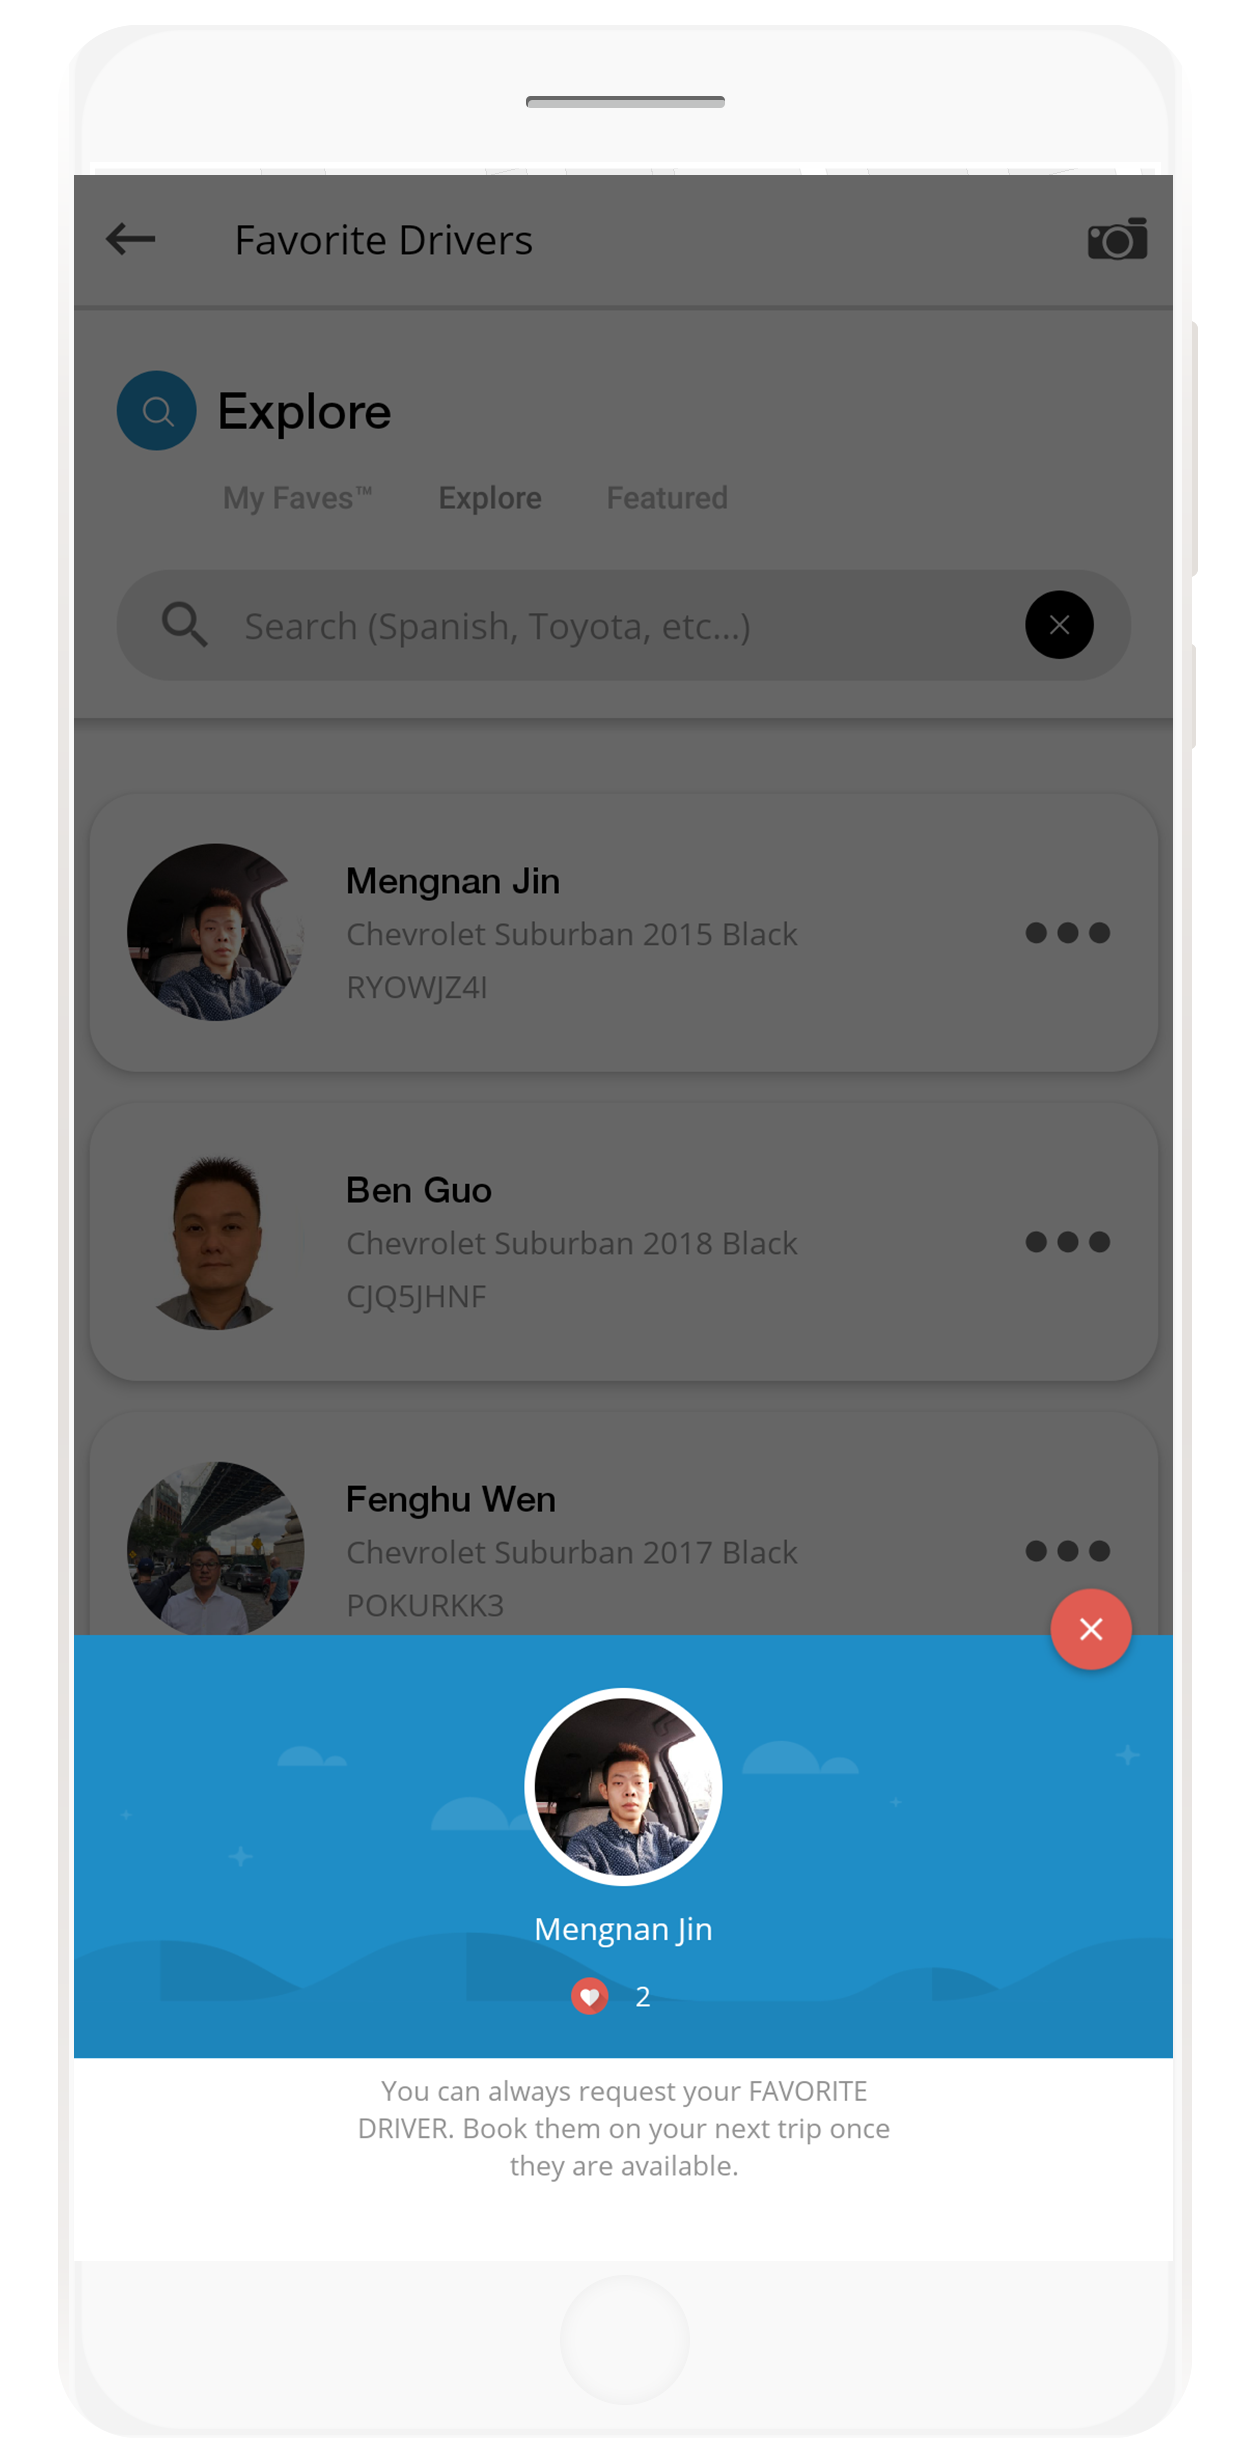 Favorite Drivers
Explore
My Faves™ Explore Featured
Search (Spanish, Toyota, etc...)
Mengnan Jin
Chevrolet Suburban 2015 Black
RYOWJZ4I
Ben Guo
Chevrolet Suburban 2018 Black
CJQ5JHNF
Fenghu Wen
Chevrolet Suburban 2017 Black
POKURKK3
Mengnan Jin
2
You can always request your FAVORITE
DRIVER. Book them on your next trip once
they are available.